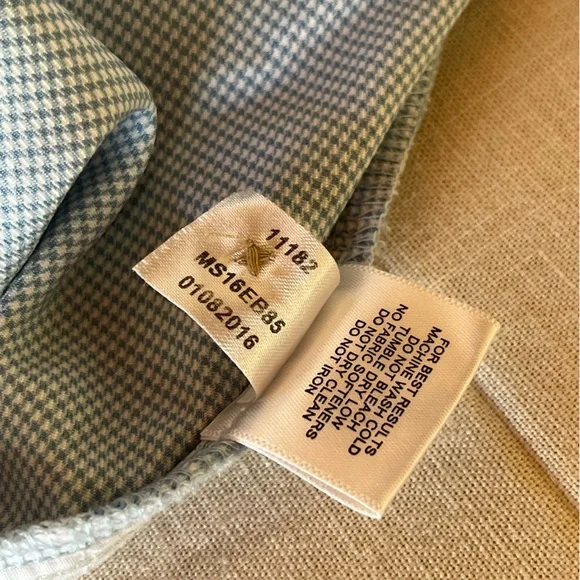 11182
MS16EB85
01082016
FOR BEST RESULTS
MACHINE WASH COLD
DO NOT BLEACH
TUMBLE DRY LOW
NO FABRIC SOFTENER
DO NOT DRY CLEAN
DO NOT IRON